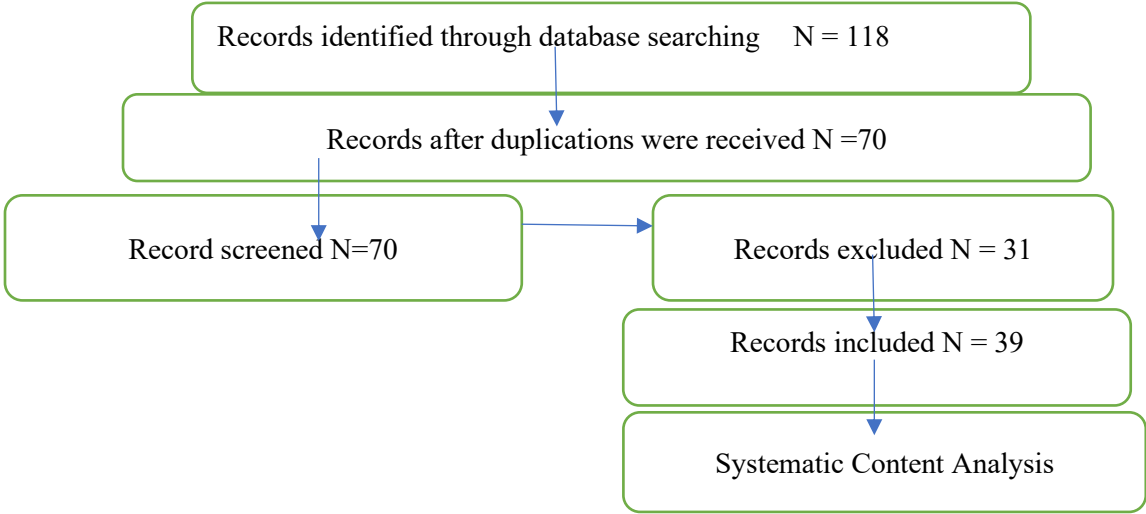 Records identified through database searching N = 118
Records after duplications were received N =70
Record screened N=70
Records excluded N = 31
Records included N = 39
Systematic Content Analysis